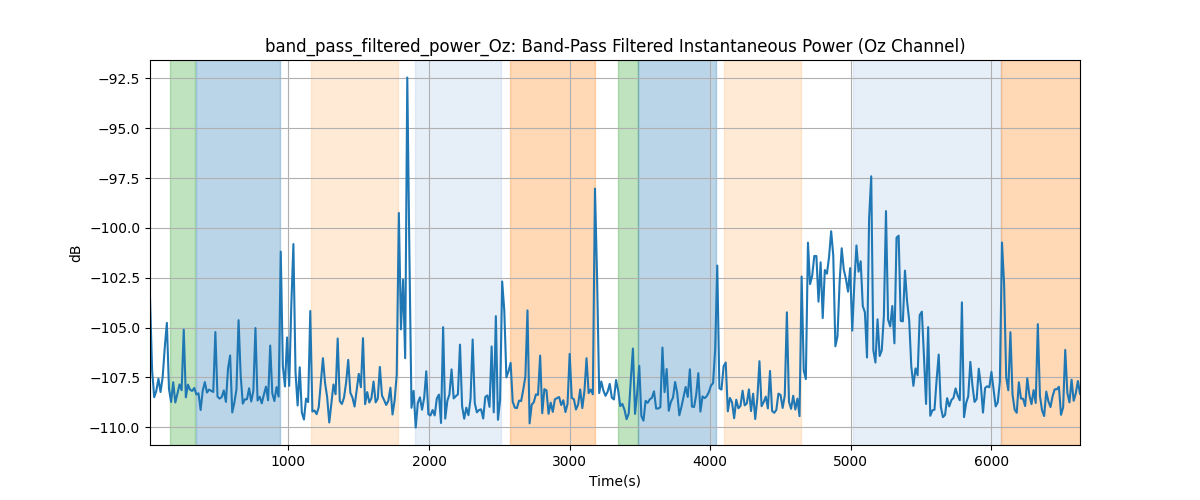 band_pass_filtered_power_Oz: Band-Pass Filtered Instantaneous Power (Oz Channel)
−92.5
−95.0
−97.5
−100.0
−102.5
−105.0
−107.5
−110.0
dB
1000 2000 3000 4000 5000 6000
Time(s)